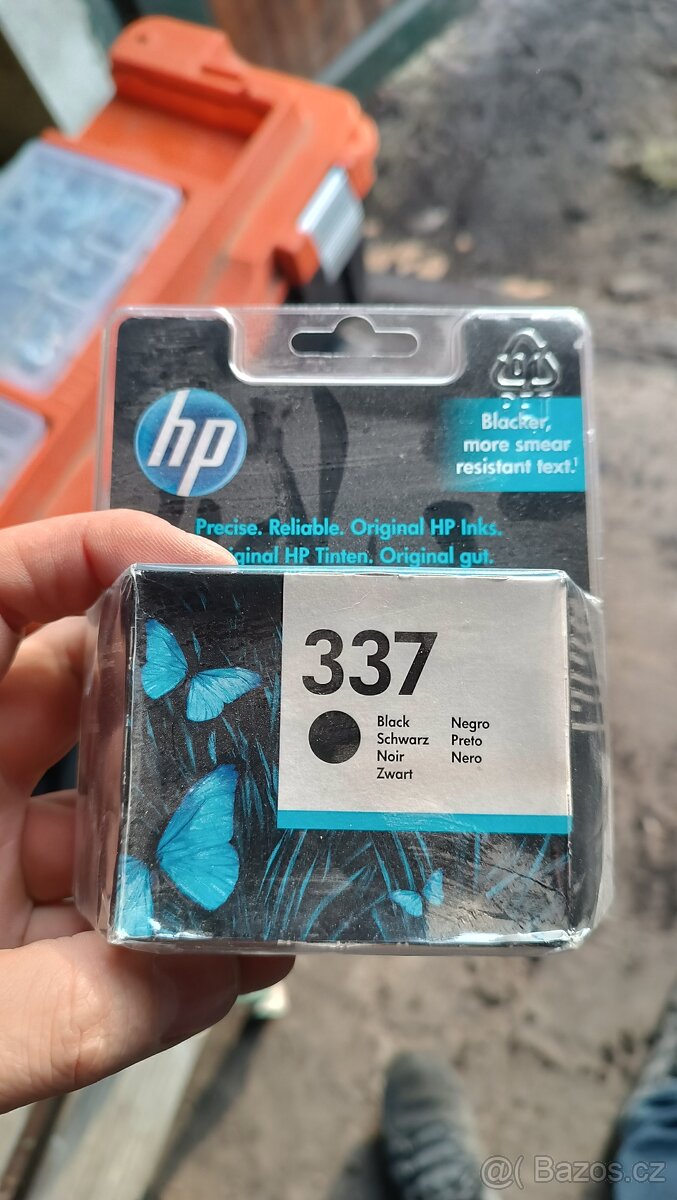 hp
Blacker,
more smear
resistant text.¹
Precise. Reliable. Original HP Inks.
HP Tinten. Original gut.
337
Black
Schwarz
Noir
Zwart
Negro
Preto
Nero
@( Bazos.cz